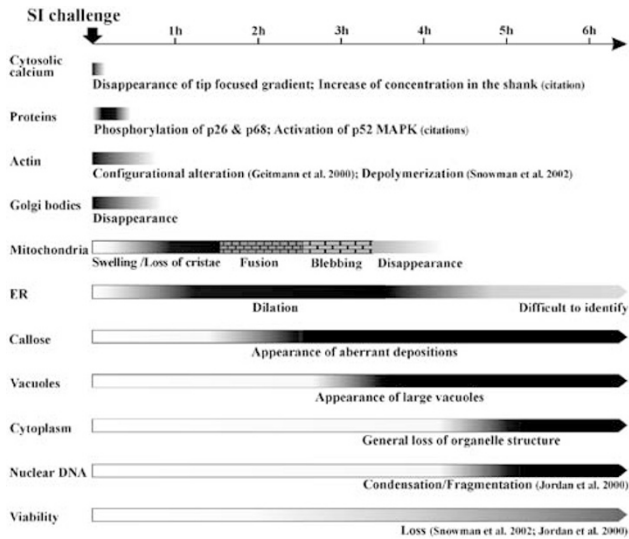 SI challenge
1h 2h 3h 4h 5h 6h
Cytosolic
calcium
Disappearance of tip focused gradient; Increase of concentration in the shank (citation)
Proteins
Phosphorylation of p26 & p68; Activation of p52 MAPK (citations)
Actin
Configurational alteration (Geitmann et al. 2000); Depolymerization (Snowman et al. 2002)
Golgi bodies
Disappearance
Mitochondria
Swelling /Loss of cristae Fusion Blebbing Disappearance
ER
Dilation Difficult to identify
Callose
Appearance of aberrant depositions
Vacuoles
Appearance of large vacuoles
Cytoplasm
General loss of organelle structure
Nuclear DNA
Condensation/Fragmentation (Jordan et al. 2000)
Viability
Loss (Snowman et al. 2002; Jordan et al. 2000)